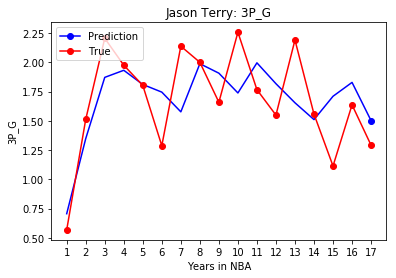 Jason Terry: 3P_G
Prediction
True
2.25
2.00
1.75
1.50
1.25
1.00
0.75
0.50
3P_G
1 2 3 4 5 6 7 8 9 10 11 12 13 14 15 16 17
Years in NBA